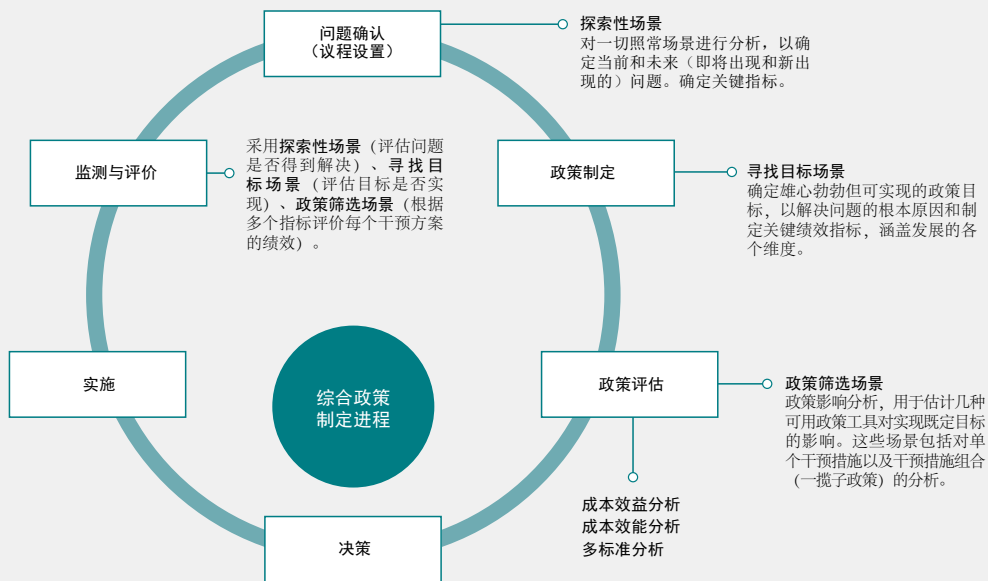 问题确认
（议程设置）
探索性场景
对一切照常场景进行分析，以确
定当前和未来（即将出现和新出
现的）问题。确定关键指标。
政策制定
寻找目标场景
确定雄心勃勃但可实现的政策目
标，以解决问题的根本原因和制
定关键绩效指标，涵盖发展的各
个维度。
政策评估
政策筛选场景
政策影响分析，用于估计几种
可用政策工具对实现既定目标
的影响。这些场景包括对单
个干预措施以及干预措施组合
（一揽子政策）的分析。
成本效益分析
成本效能分析
多标准分析
决策
实施
监测与评价
采用探索性场景（评估问题
是否得到解决）、寻找目
标场景（评估目标是否实
现）、政策筛选场景（根据
多个指标评价每个干预方案
的绩效）。
综合政策
制定进程